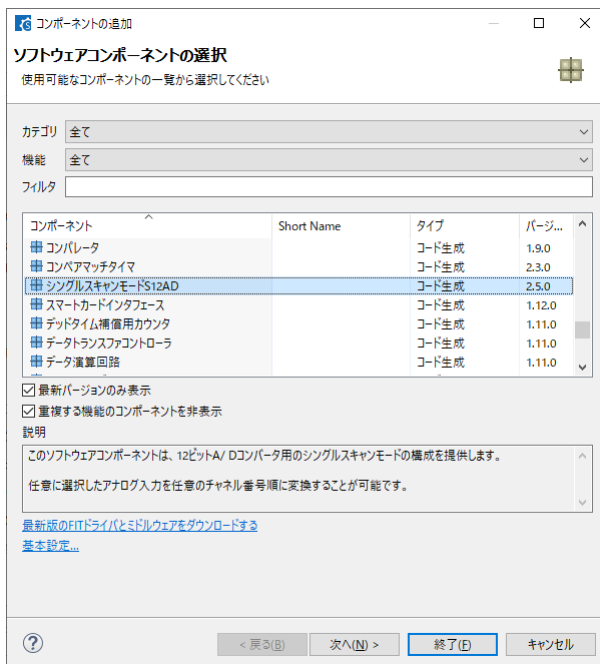 コンポーネントの追加
ソフトウェアコンポーネントの選択
使用可能なコンポーネントの一覧から選択してください
カテゴリ 全て
機能 全て
フィルタ
コンポーネント Short Name タイプ バージ...
コンパレータ コード生成 1.9.0
コンペアマッチタイマ コード生成 2.3.0
シングルスキャンモードS12AD コード生成 2.5.0
スマートカードインタフェース コード生成 1.12.0
デッドタイム補償用カウンタ コード生成 1.11.0
データトランスファコントローラ コード生成 1.11.0
データ演算回路 コード生成 1.11.0
最新バージョンのみ表示
重複する機能のコンポーネントを非表示
説明
このソフトウェアコンポーネントは、12ビットA/ Dコンバータ用のシングルスキャンモードの構成を提供します。
任意に選択したアナログ入力を任意のチャネル番号順に変換することが可能です。
最新版のFITドライバとミドルウェアをダウンロードする
基本設定...
< 戻る(B) 次へ(N) > 終了(F) キャンセル